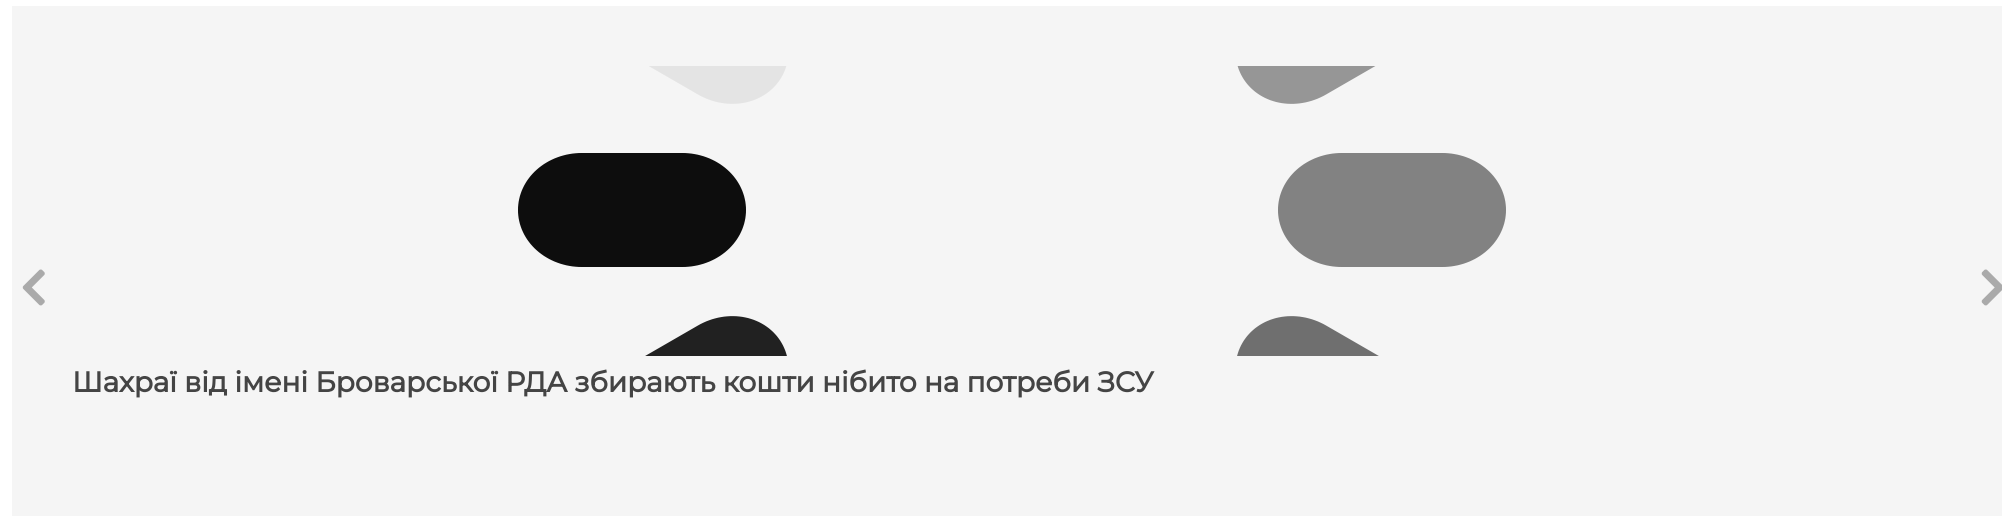 Шахраї від імені Броварської РДА збирають кошти нібито на потреби ЗСУ